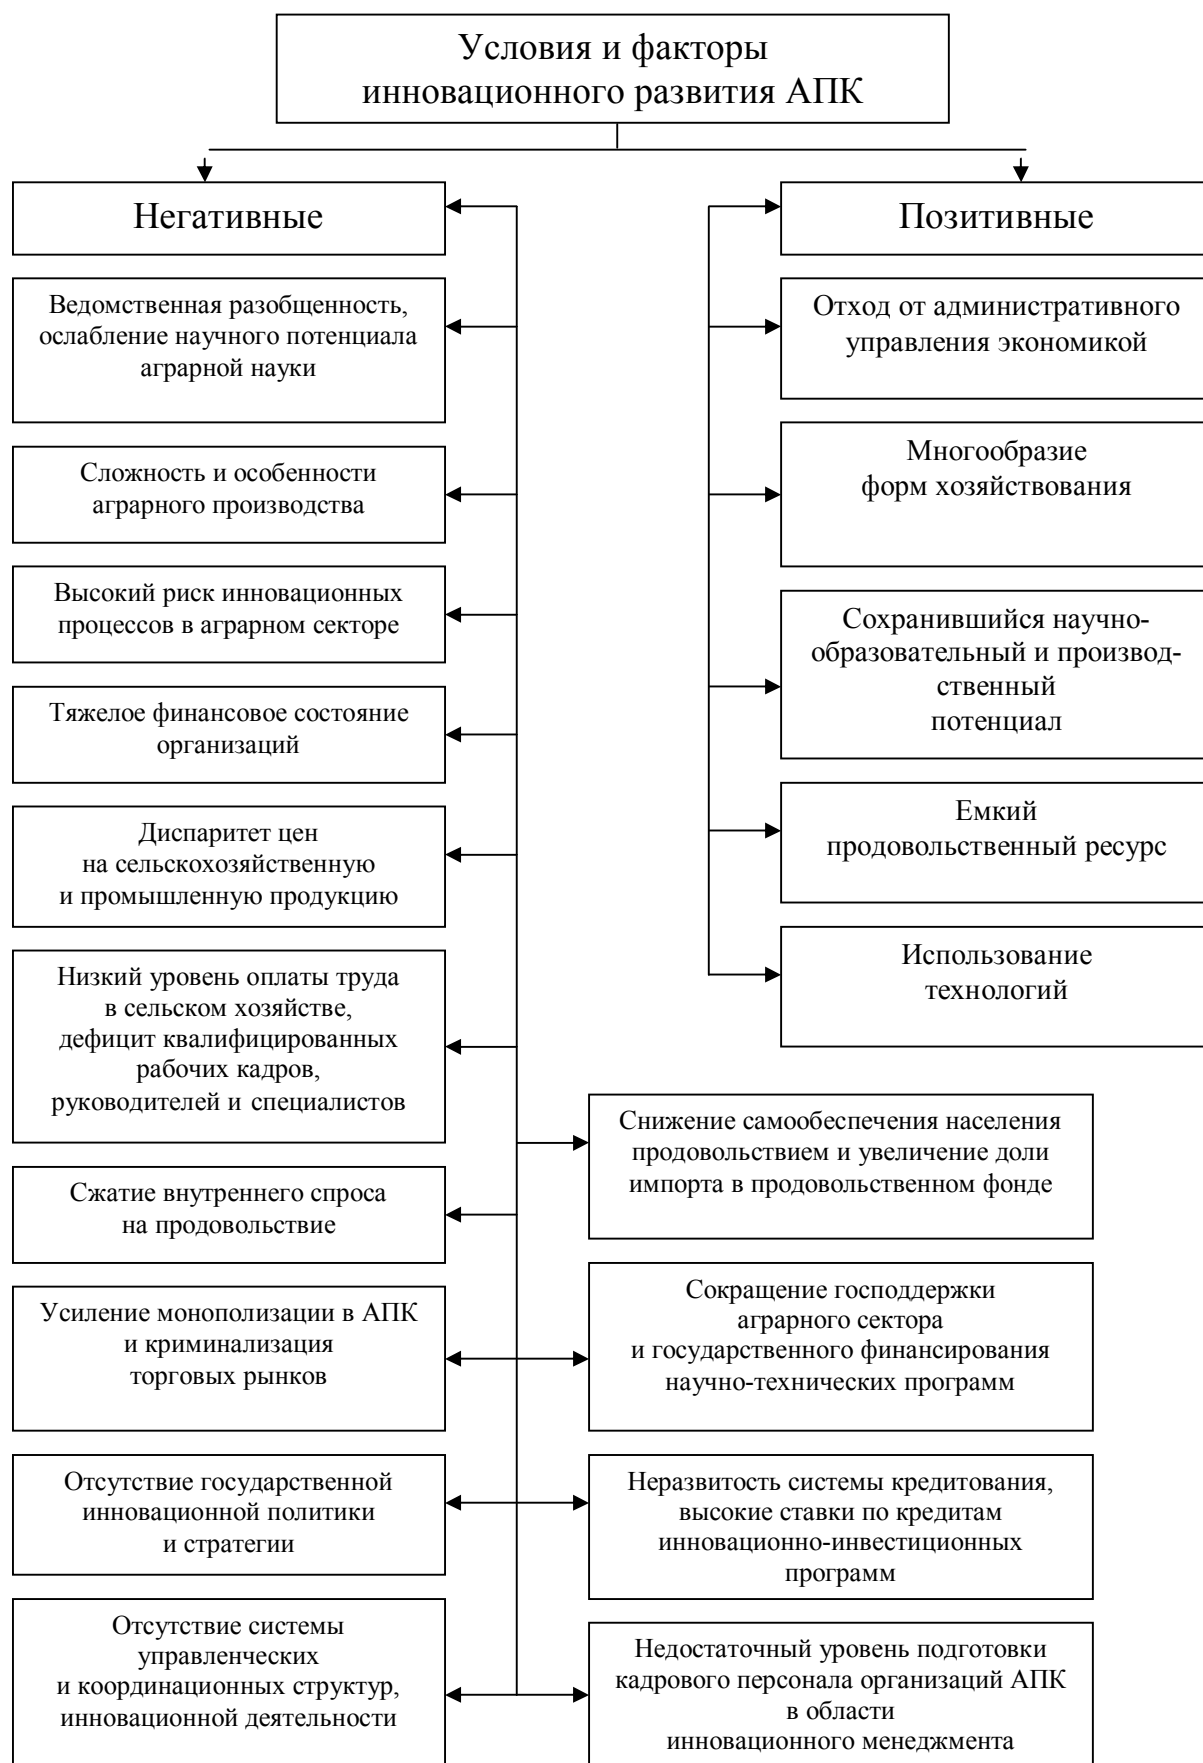 Условия и факторы
инновационного развития АПК
Негативные
Ведомственная разобщенность,
ослабление научного потенциала
аграрной науки
Сложность и особенности
аграрного производства
Высокий риск инновационных
процессов в аграрном секторе
Тяжелое финансовое состояние
организаций
Диспаритет цен
на сельскохозяйственную
и промышленную продукцию
Низкий уровень оплаты труда
в сельском хозяйстве,
дефицит квалифицированных
рабочих кадров,
руководителей и специалистов
Сжатие внутреннего спроса
на продовольствие
Усиление монополизации в АПК
и криминализация
торговых рынков
Отсутствие государственной
инновационной политики
и стратегии
Отсутствие системы
управленческих
и координационных структур,
инновационной деятельности
Позитивные
Отход от административного
управления экономикой
Многообразие
форм хозяйствования
Сохранившийся научно-
образовательный и производ-
ственный
потенциал
Емкий
продовольственный ресурс
Использование
технологий
Снижение самообеспечения населения
продовольствием и увеличение доли
импорта в продовольственном фонде
Сокращение господдержки
аграрного сектора
и государственного финансирования
научно-технических программ
Неразвитость системы кредитования,
высокие ставки по кредитам
инновационно-инвестиционных
программ
Недостаточный уровень подготовки
кадрового персонала организаций АПК
в области
инновационного менеджмента